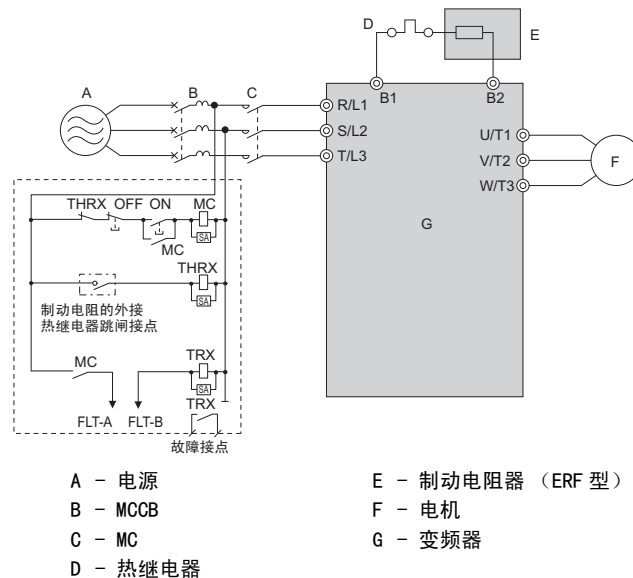 D
E
B1
B2
A
B
C
R/L1
S/L2
T/L3
U/T1
V/T2
W/T3
F
G
THRX OFF ON MC
SA
MC
THRX
SA
制动电阻的外接
热继电器跳闸接点
MC
TRX
SA
TRX
FLT-A FLT-B
故障接点
A - 电源
B - MCCB
C - MC
D - 热继电器
E - 制动电阻器 (ERF 型)
F - 电机
G - 变频器